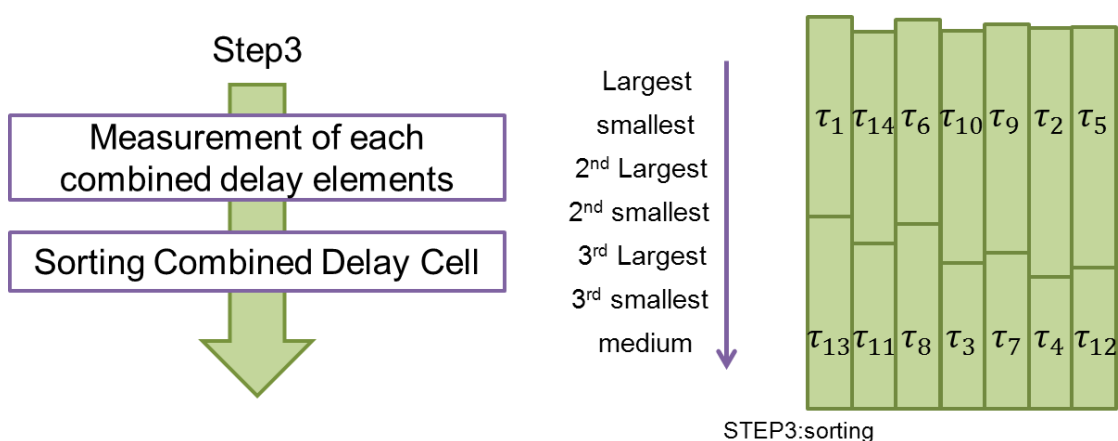 Step3
Measurement of each
combined delay elements
Sorting Combined Delay Cell
Largest
smallest
2nd Largest
2nd smallest
3rd Largest
3rd smallest
medium
τ1 τ14 τ6 τ10 τ9 τ2 τ5
τ13 τ11 τ8 τ3 τ7 τ4 τ12
STEP3:sorting